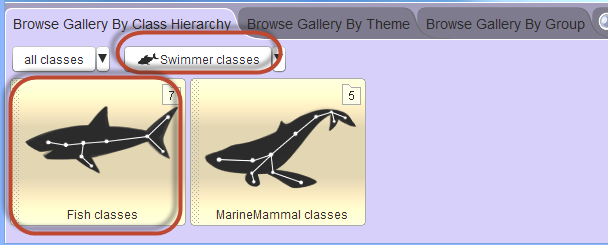 Browse Gallery By Class Hierarchy Browse Gallery By Theme Browse Gallery By Group
all classes Swimmer classes
7 5
Fish classes MarineMammal classes